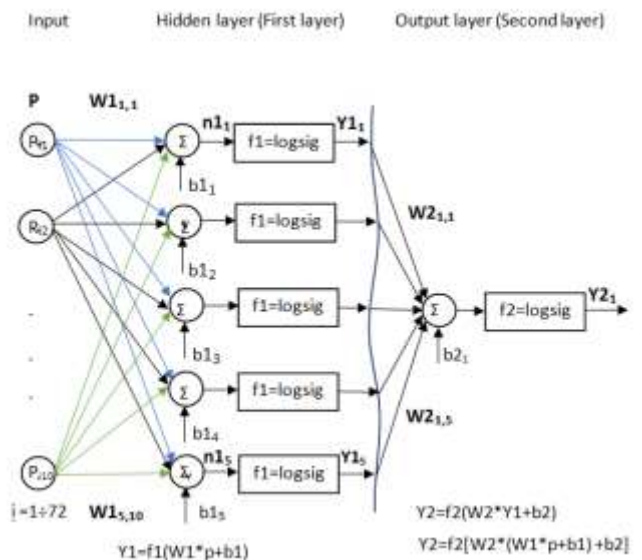 Input Hidden layer (First layer) Output layer (Second layer)
P W1₁,₁ n1₁ Y1₁
Σ f1=logsig
b1₁
Σ f1=logsig W2₁,₁
b1₂
Σ f1=logsig Σ f2=logsig Y2₁
b1₃ b2₁
Σ f1=logsig
b1₄ W2₁,₅
n1₅ Y1₅
Σ f1=logsig
i =1÷72 W1₅,₁₀ b1₅
Y2=f2(W2*Y1+b2)
Y1=f1(W1*p+b1) Y2=f2[W2*(W1*p+b1)+b2]